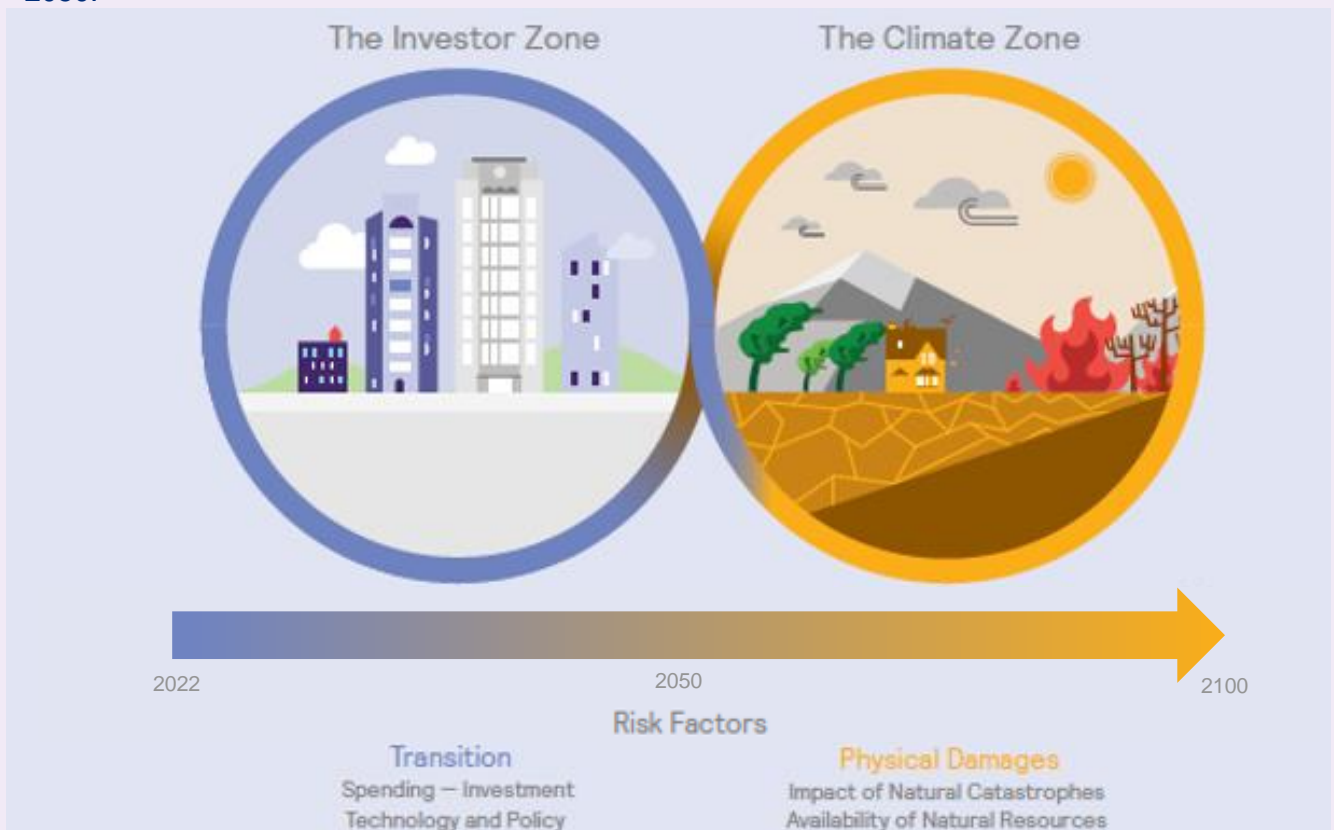 The Investor Zone The Climate Zone
2022 2050 2100
Risk Factors
Transition Physical Damages
Spending — Investment Impact of Natural Catastrophes
Technology and Policy Availability of Natural Resources